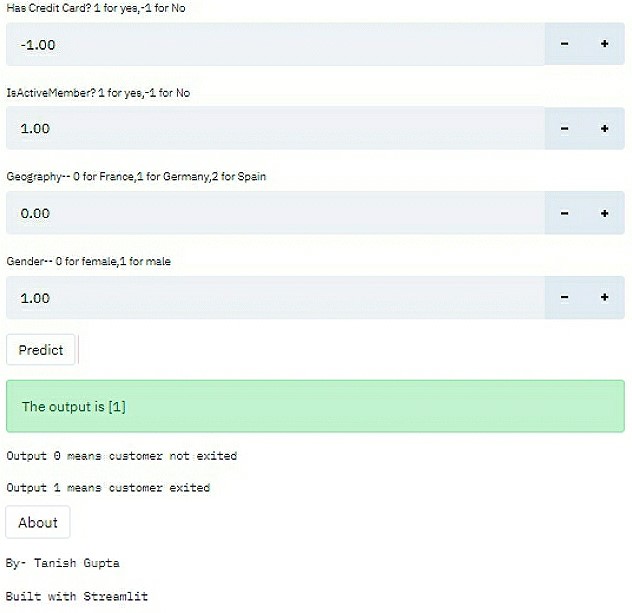 Has Credit Card? 1 for yes,-1 for No
-1.00 - +
IsActiveMember? 1 for yes,-1 for No
1.00 - +
Geography-- 0 for France,1 for Germany,2 for Spain
0.00 - +
Gender-- 0 for female,1 for male
1.00 - +
Predict
The output is [1]
Output 0 means customer not exited
Output 1 means customer exited
About
By- Tanish Gupta
Built with Streamlit